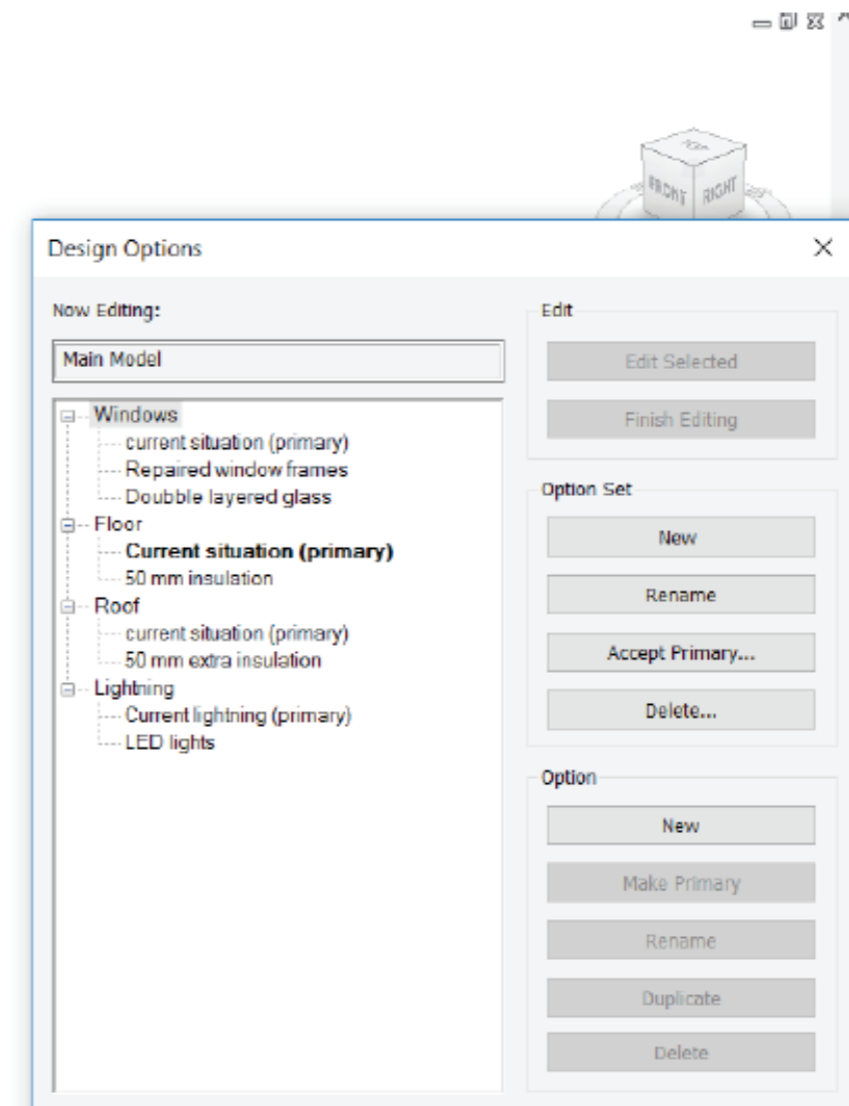 TOP
FRONT
RIGHT
Design Options
Now Editing:
Main Model
Windows
current situation (primary)
Repaired window frames
Doubble layered glass
Floor
Current situation (primary)
50 mm insulation
Roof
current situation (primary)
50 mm extra insulation
Lightning
Current lightning (primary)
LED lights
Edit
Edit Selected
Finish Editing
Option Set
New
Rename
Accept Primary...
Delete...
Option
New
Make Primary
Rename
Duplicate
Delete